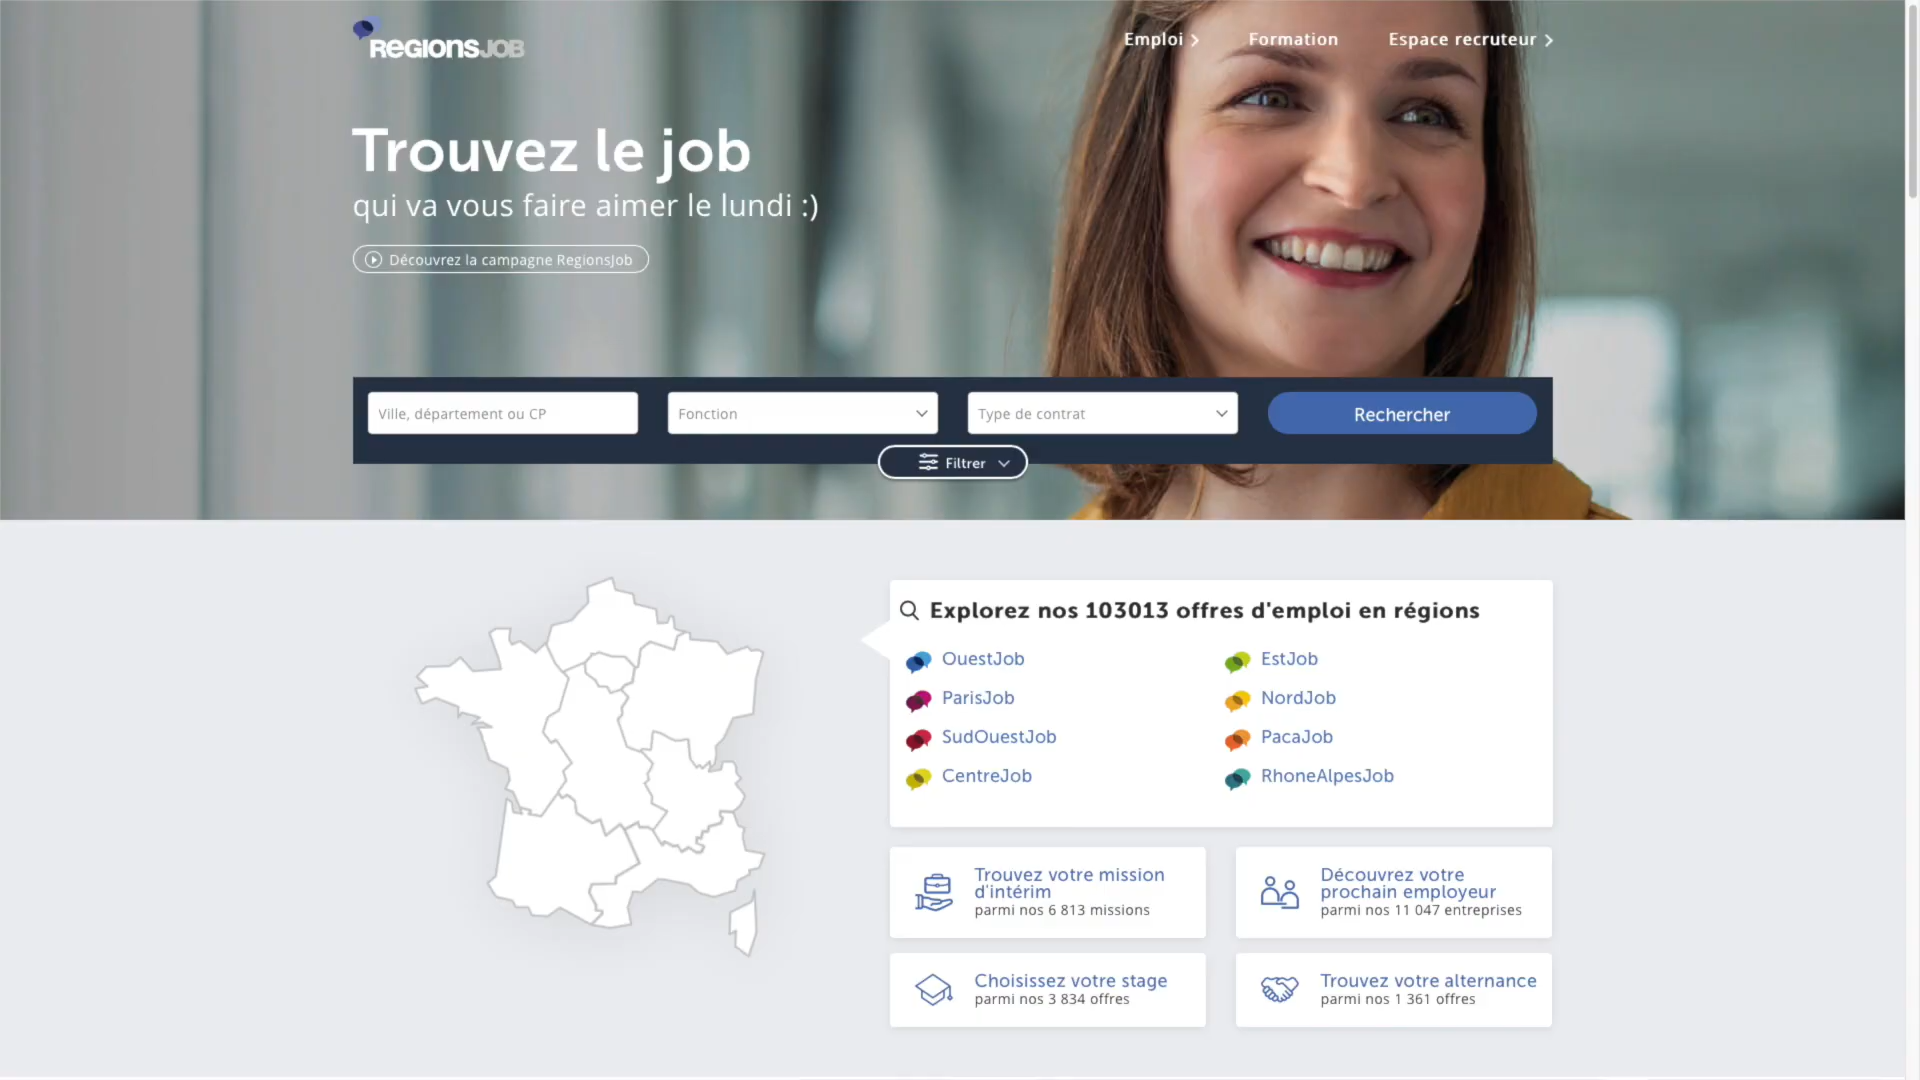 REGIONSJOB
Emploi
Formation
Espace recruteur
Trouvez le job
qui va vous faire aimer le lundi :)
Découvrez la campagne RegionsJob
Ville, département ou CP
Fonction
Type de contrat
Rechercher
Filtrer
Explorez nos 103013 offres d'emploi en régions
OuestJob
EstJob
ParisJob
NordJob
SudOuestJob
PacaJob
CentreJob
RhoneAlpesJob
Trouvez votre mission
d'intérim
parmi nos 6 813 missions
Découvrez votre
prochain employeur
parmi nos 11 047 entreprises
Choisissez votre stage
parmi nos 3 834 offres
Trouvez votre alternance
parmi nos 1 361 offres